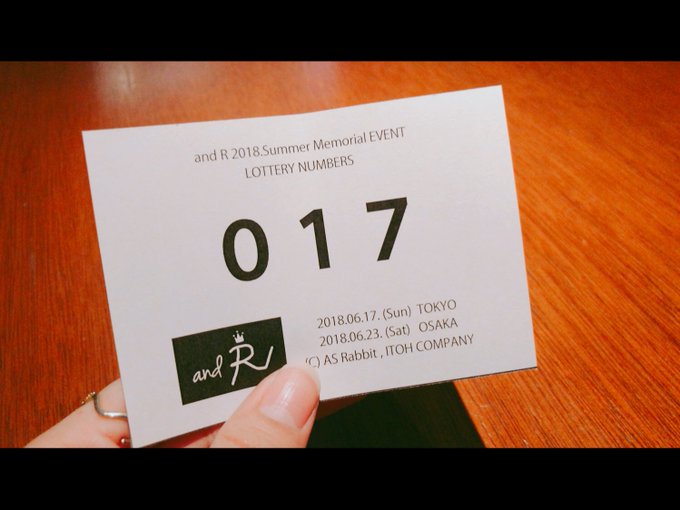 and R 2018.Summer Memorial EVENT
LOTTERY NUMBERS
017
2018.06.17. (Sun) TOKYO
2018.06.23. (Sat) OSAKA
(C) AS Rabbit , ITOH COMPANY
and R